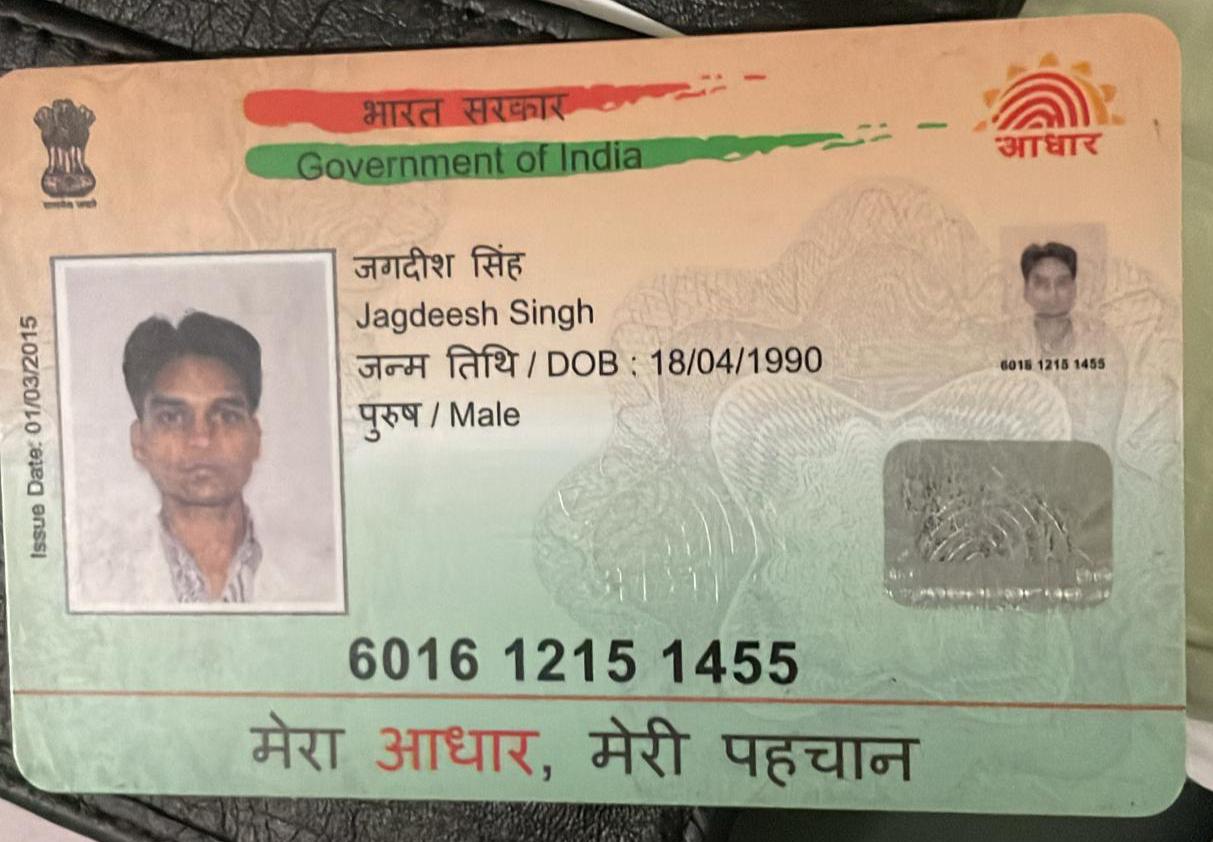 भारत सरकार
Government of India
आधार
सत्यमेव जयते
Issue Date: 01/03/2015
जगदीश सिंह
Jagdeesh Singh
जन्म तिथि / DOB : 18/04/1990
पुरुष / Male
6016 1215 1455
6016 1215 1455
मेरा आधार, मेरी पहचान